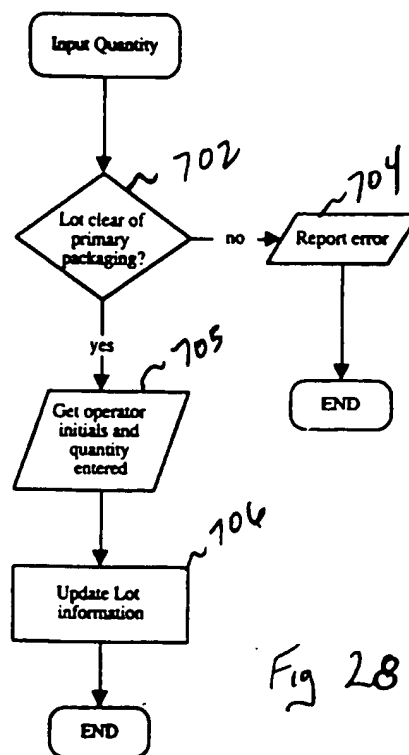 Input Quantity
702
Lot clear of
primary
packaging?
no
704
Report error
yes
705
Get operator
initials and
quantity
entered
END
706
Update Lot
information
END
Fig 28